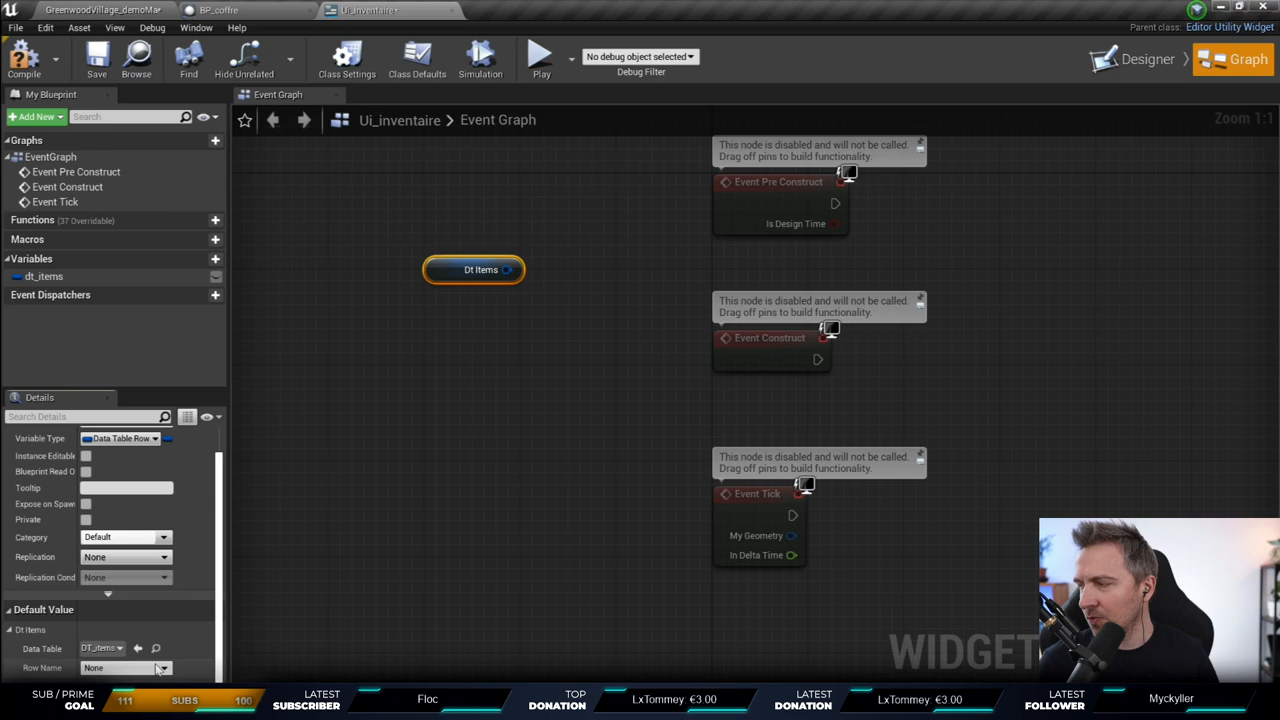 GreenwoodVillage_demoMa•
BP_coffre
Ui_inventaire•
File Edit Asset View Debug Window Help
Parent class: Editor Utility Widget
Compile
Save
Browse
Find
Hide Unrelated
Class Settings
Class Defaults
Simulation
Play
No debug object selected
Debug Filter
Designer
Graph
My Blueprint
Event Graph
Add New
Search
Ui_inventaire > Event Graph
Zoom 1:1
Graphs
EventGraph
Event Pre Construct
Event Construct
Event Tick
Functions (37 Overridable)
Macros
Variables
dt_items
Event Dispatchers
This node is disabled and will not be called.
Drag off pins to build functionality.
Event Pre Construct
Is Design Time
Dt Items
This node is disabled and will not be called.
Drag off pins to build functionality.
Event Construct
This node is disabled and will not be called.
Drag off pins to build functionality.
Event Tick
My Geometry
In Delta Time
Details
Search Details
Variable Type Data Table Row
Instance Editable
Blueprint Read O
Tooltip
Expose on Spawn
Private
Category Default
Replication None
Replication Cond None
Default Value
Dt Items
Data Table DT_items
Row Name None
WIDGET
SUB / PRIME
GOAL
111 SUBS 100
LATEST
SUBSCRIBER
Floc
TOP
DONATION
LxTommey €3.00
LATEST
DONATION
LxTommey €3.00
LATEST
FOLLOWER
Myckyller